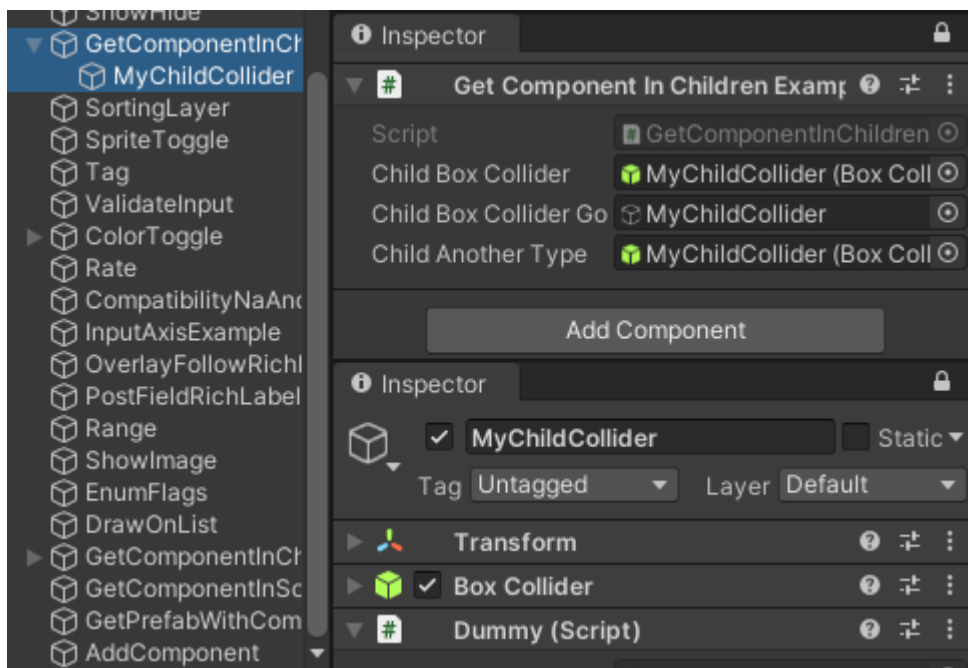 ShowHide
GetComponentInCh
MyChildCollider
SortingLayer
SpriteToggle
Tag
ValidateInput
ColorToggle
Rate
CompatibilityNaAnd
InputAxisExample
OverlayFollowRichl
PostFieldRichLabel
Range
ShowImage
EnumFlags
DrawOnList
GetComponentInCh
GetComponentInSc
GetPrefabWithCom
AddComponent
Inspector
# Get Component In Children Examp
Script # GetComponentInChildren
Child Box Collider MyChildCollider (Box Coll
Child Box Collider Go MyChildCollider
Child Another Type MyChildCollider (Box Coll
Add Component
Inspector
MyChildCollider Static
Tag Untagged Layer Default
Transform
Box Collider
# Dummy (Script)